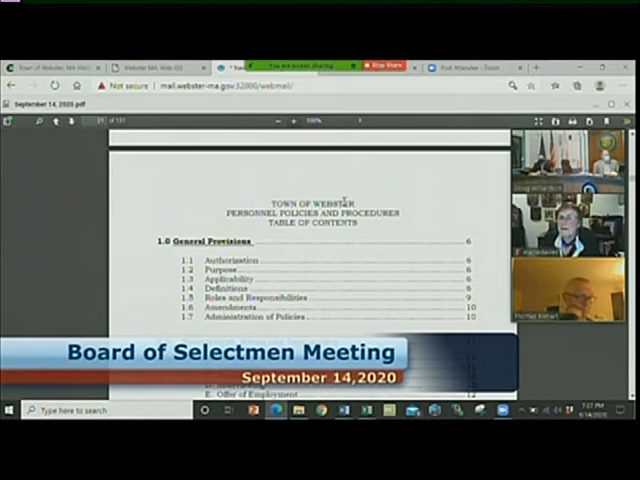 Town of Webster, MA
Webster MA Web GIS
You are screen sharing
Stop Share
Post Attendee - Zoom
Not secure | mail.webster-ma.gov:32000/webmail/
September 14, 2020.pdf
31 of 151
100%
TOWN OF WEBSTER
PERSONNEL POLICIES AND PROCEDURES
TABLE OF CONTENTS
1.0 General Provisions 6
1.1 Authorization 6
1.2 Purpose 6
1.3 Applicability 6
1.4 Definitions 6
1.5 Roles and Responsibilities 9
1.6 Amendments 10
1.7 Administration of Policies 10
Board of Selectmen Meeting
September 14,2020
E. Offer of Employment 12
Type here to search
7:27 PM
9/14/2020